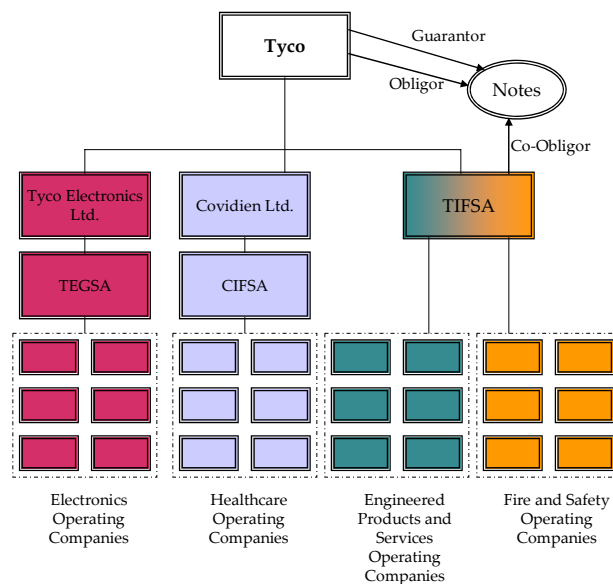 Tyco
Guarantor
Obligor
Notes
Co-Obligor
Tyco Electronics
Ltd.
Covidien Ltd.
TIFSA
TEGSA
CIFSA
Electronics
Operating
Companies
Healthcare
Operating
Companies
Engineered
Products and
Services
Operating
Companies
Fire and Safety
Operating
Companies